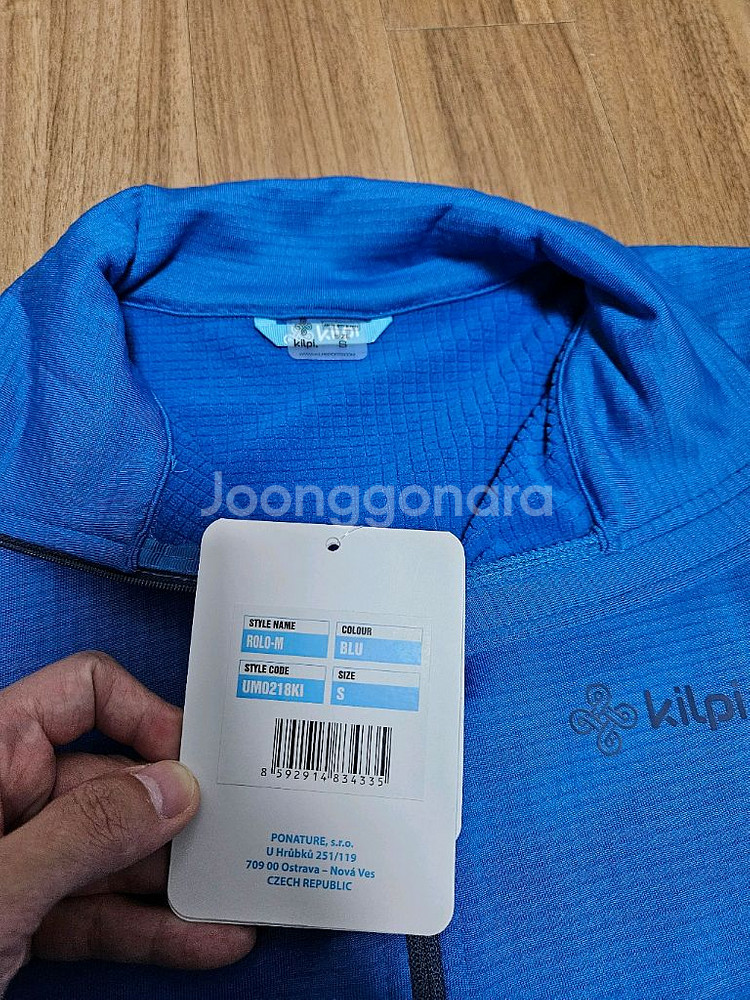 kilpi
kilpi.
S
Joonggonara
STYLE NAME
ROLO-M
COLOUR
BLU
STYLE CODE
UM0218KI
SIZE
S
8 592914 834335
kilpi.
PONATURE, s.r.o.
U Hrůbků 251/119
709 00 Ostrava – Nová Ves
CZECH REPUBLIC